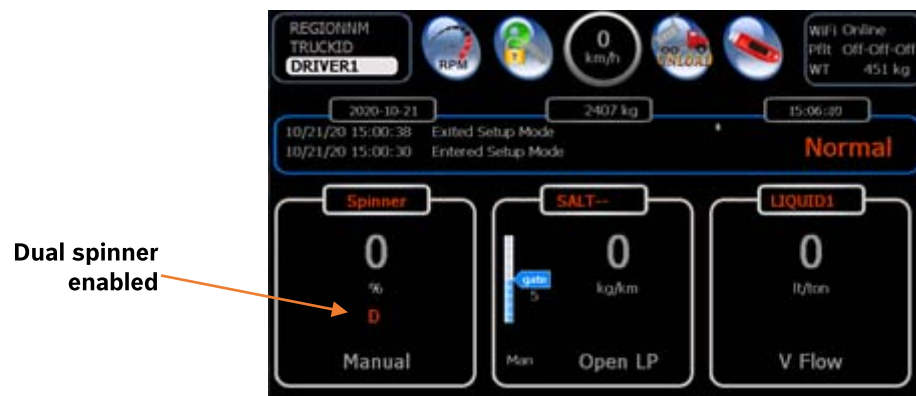 REGIONNM
TRUCKID
DRIVER1
RPM
0
km/h
UNLOAD
WiFi Online
Pflt Off-Off-Off
WT 451 kg
2020-10-21
2407 kg
15:06:40
10/21/20 15:00:38 Exited Setup Mode
10/21/20 15:00:30 Entered Setup Mode
Normal
Spinner
SALT--
LIQUID1
0
%
D
Manual
gate
5
0
kg/km
Man
Open LP
0
lt/ton
V Flow
Dual spinner
enabled